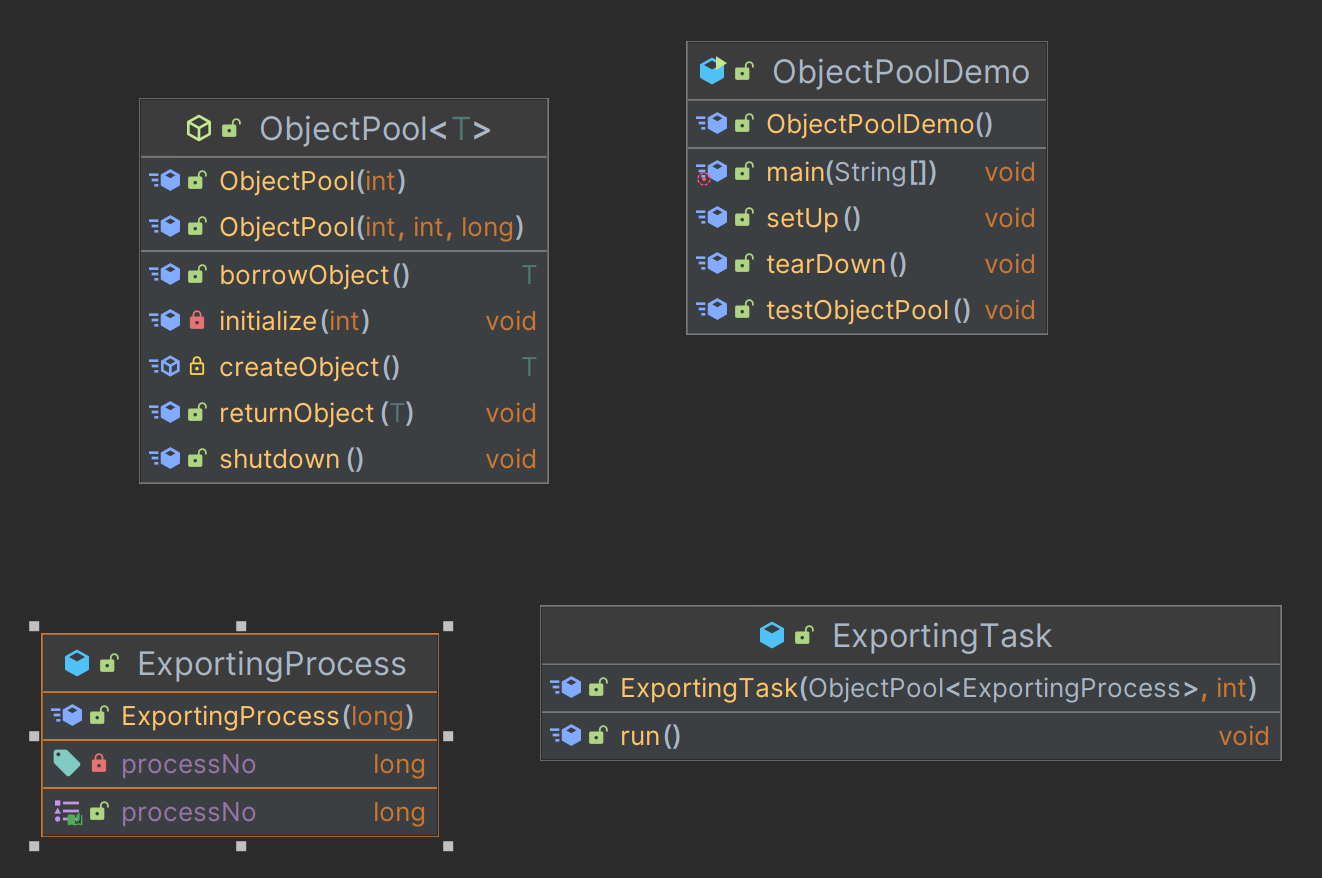 ObjectPool<T>
ObjectPool(int)
ObjectPool(int, int, long)
borrowObject() T
initialize(int) void
createObject() T
returnObject(T) void
shutdown() void
ObjectPoolDemo
ObjectPoolDemo()
main(String[]) void
setUp() void
tearDown() void
testObjectPool() void
ExportingProcess
ExportingProcess(long)
processNo long
processNo long
ExportingTask
ExportingTask(ObjectPool<ExportingProcess>, int)
run() void